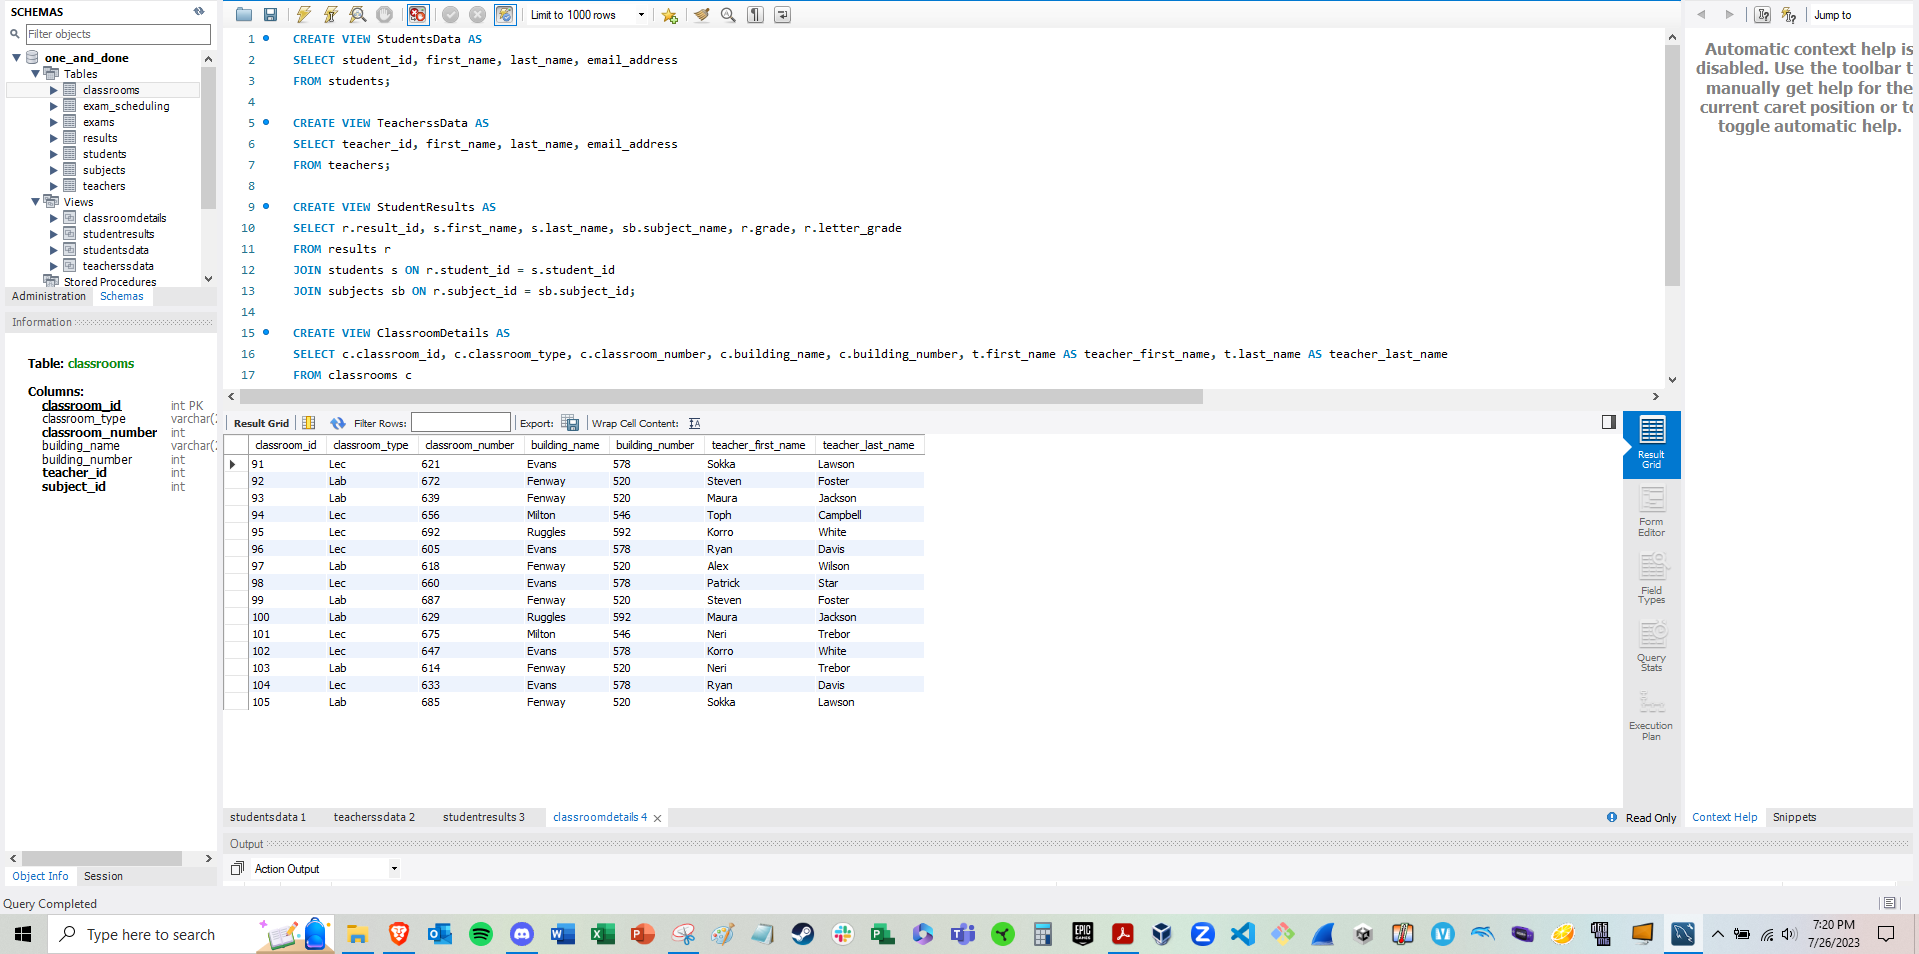 SCHEMAS
Filter objects
one_and_done
Tables
classrooms
exam_scheduling
exams
results
students
subjects
teachers
Views
classroomdetails
studentresults
studentsdata
teacherssdata
Stored Procedures
Administration Schemas
Information
Table: classrooms
Columns:
classroom_id int PK
classroom_type varchar(
classroom_number int
building_name varchar(
building_number int
teacher_id int
subject_id int
Object Info Session
Query Completed
Limit to 1000 rows
1 CREATE VIEW StudentsData AS
2 SELECT student_id, first_name, last_name, email_address
3 FROM students;
4
5 CREATE VIEW TeacherssData AS
6 SELECT teacher_id, first_name, last_name, email_address
7 FROM teachers;
8
9 CREATE VIEW StudentResults AS
10 SELECT r.result_id, s.first_name, s.last_name, sb.subject_name, r.grade, r.letter_grade
11 FROM results r
12 JOIN students s ON r.student_id = s.student_id
13 JOIN subjects sb ON r.subject_id = sb.subject_id;
14
15 CREATE VIEW ClassroomDetails AS
16 SELECT c.classroom_id, c.classroom_type, c.classroom_number, c.building_name, c.building_number, t.first_name AS teacher_first_name, t.last_name AS teacher_last_name
17 FROM classrooms c
Result Grid Filter Rows: Export: Wrap Cell Content: IA
classroom_id classroom_type classroom_number building_name building_number teacher_first_name teacher_last_name
91 Lec 621 Evans 578 Sokka Lawson
92 Lab 672 Fenway 520 Steven Foster
93 Lab 639 Fenway 520 Maura Jackson
94 Lec 656 Milton 546 Toph Campbell
95 Lec 692 Ruggles 592 Korro White
96 Lec 605 Evans 578 Ryan Davis
97 Lab 618 Fenway 520 Alex Wilson
98 Lec 660 Evans 578 Patrick Star
99 Lab 687 Fenway 520 Steven Foster
100 Lab 629 Ruggles 592 Maura Jackson
101 Lec 675 Milton 546 Neri Trebor
102 Lec 647 Evans 578 Korro White
103 Lab 614 Fenway 520 Neri Trebor
104 Lec 633 Evans 578 Ryan Davis
105 Lab 685 Fenway 520 Sokka Lawson
studentsdata 1 teacherssdata 2 studentresults 3 classroomdetails 4
Output
Action Output
Result
Grid
Form
Editor
Field
Types
Query
Stats
Execution
Plan
Read Only
Jump to
Automatic context help is
disabled. Use the toolbar t
manually get help for the
current caret position or to
toggle automatic help.
Context Help Snippets
Type here to search
7:20 PM
7/26/2023